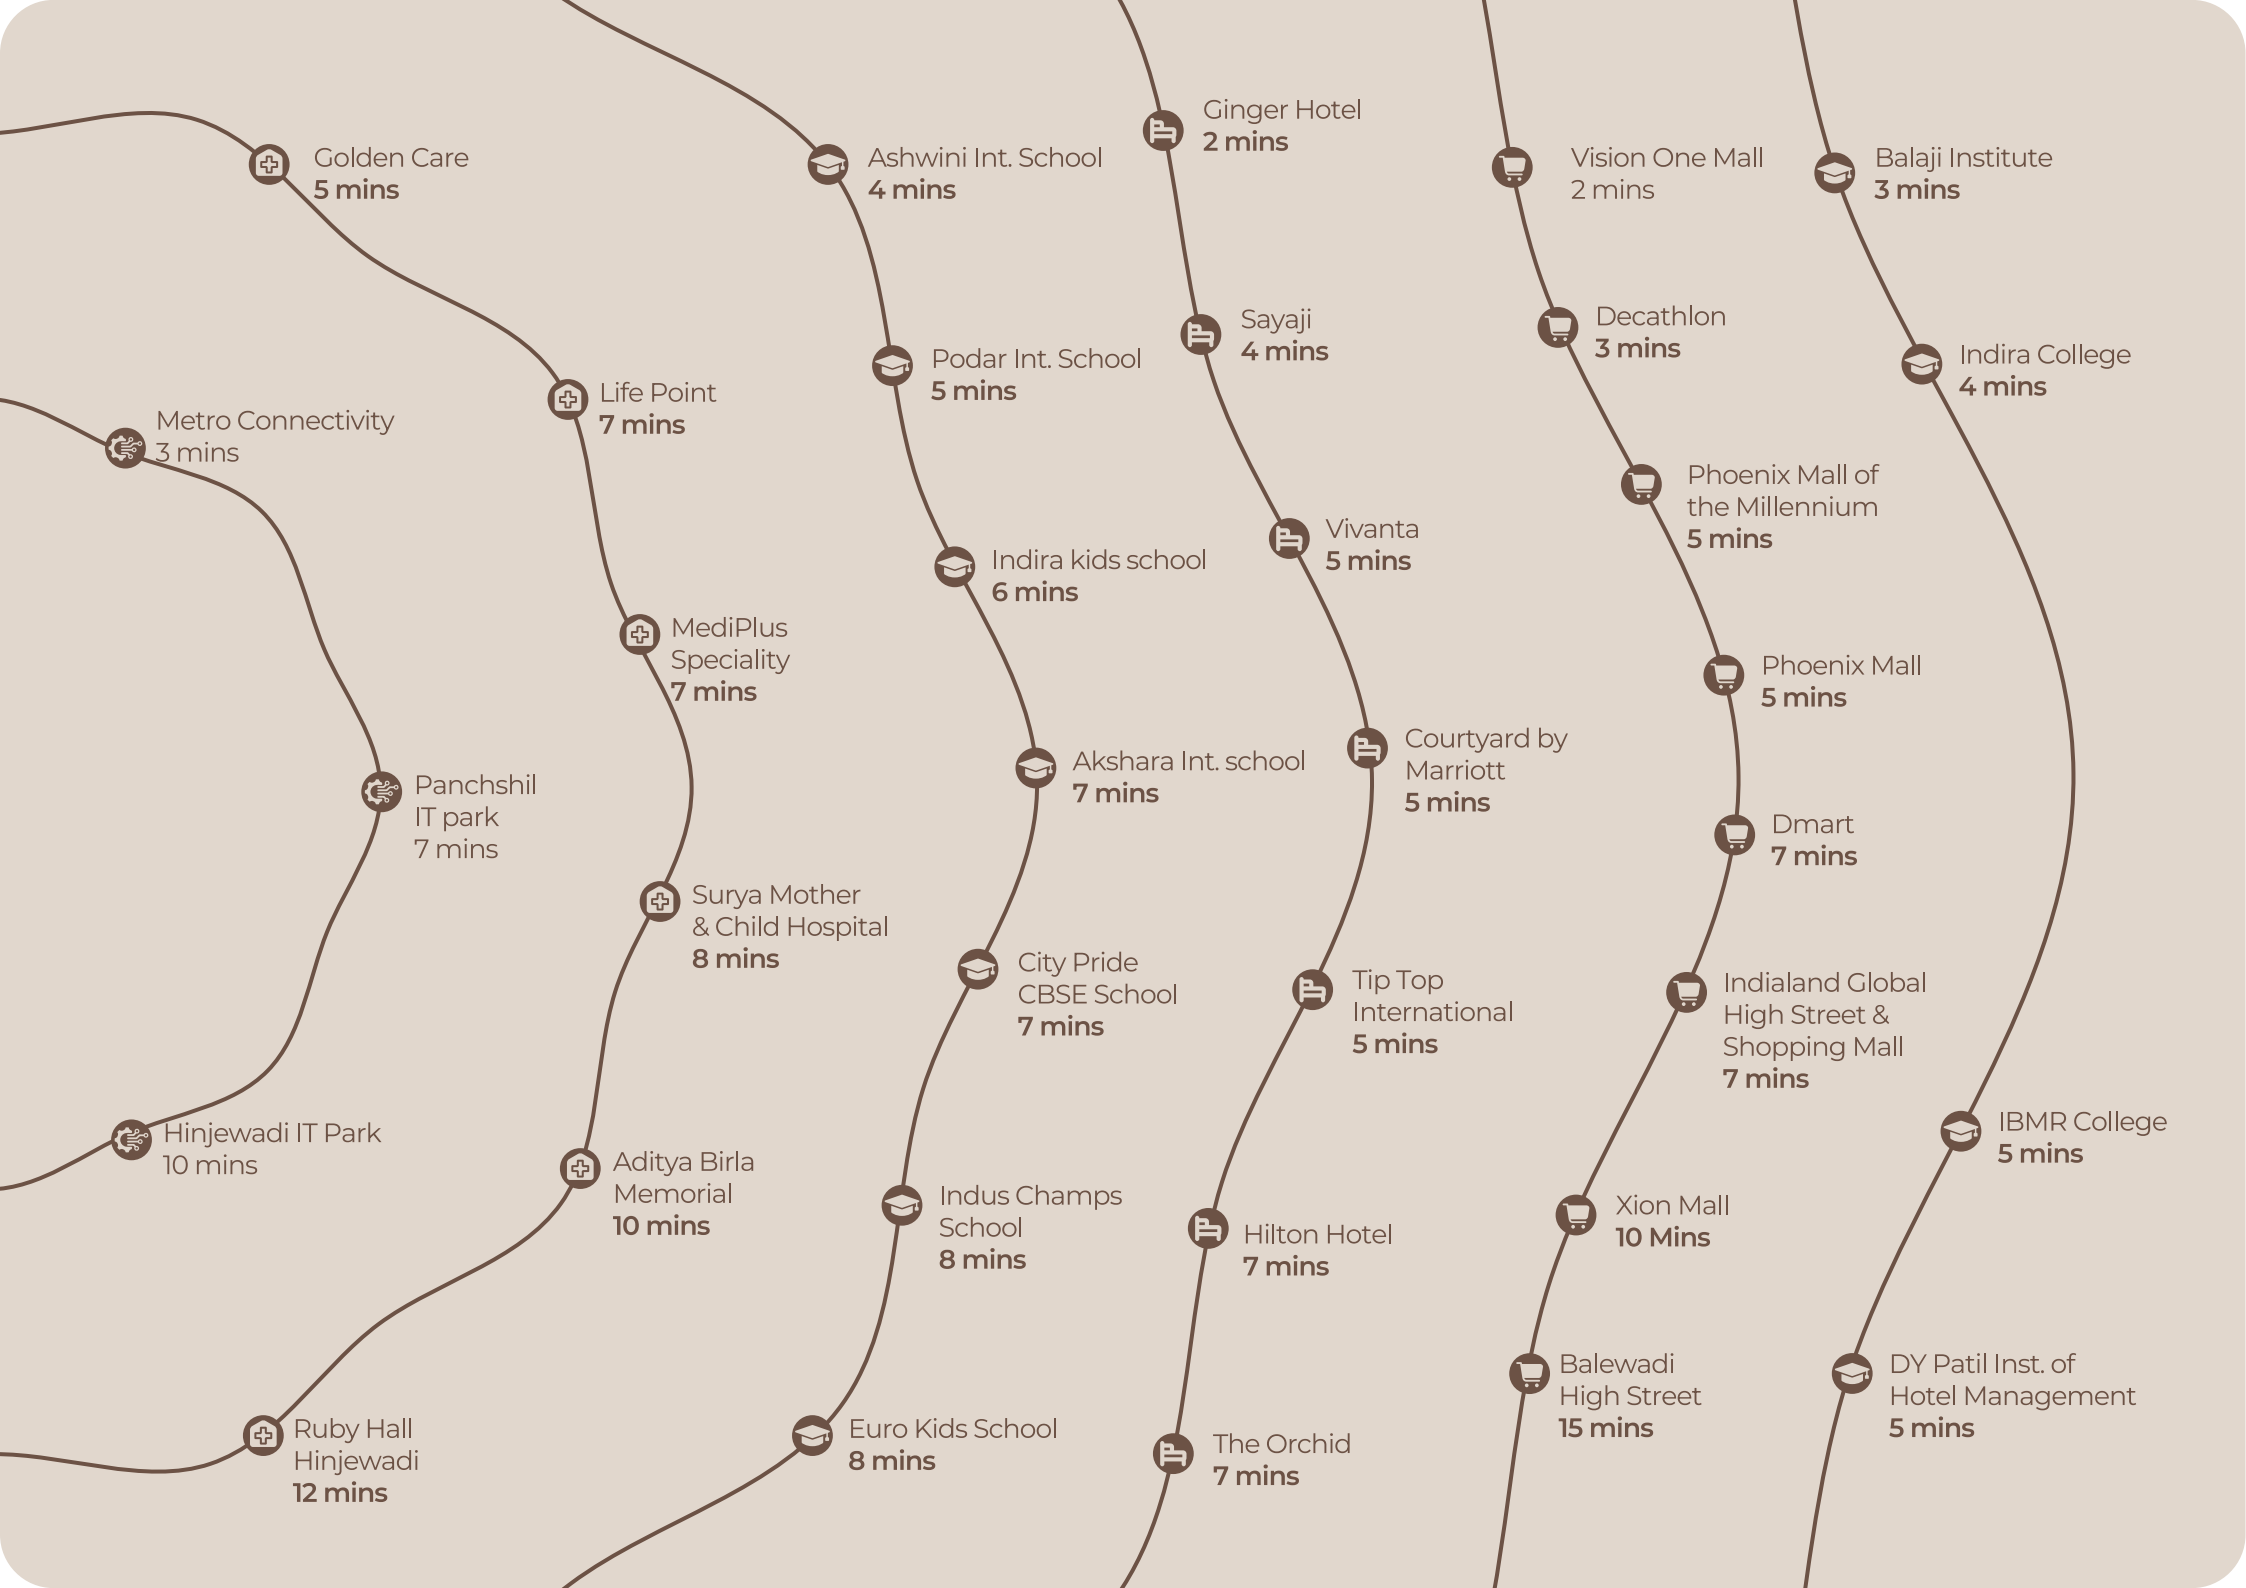 Metro Connectivity
3 mins
Panchshil
IT park
7 mins
Hinjewadi IT Park
10 mins
Golden Care
5 mins
Life Point
7 mins
MediPlus
Speciality
7 mins
Surya Mother
& Child Hospital
8 mins
Aditya Birla
Memorial
10 mins
Ruby Hall
Hinjewadi
12 mins
Ashwini Int. School
4 mins
Podar Int. School
5 mins
Indira kids school
6 mins
Akshara Int. school
7 mins
City Pride
CBSE School
7 mins
Indus Champs
School
8 mins
Euro Kids School
8 mins
Ginger Hotel
2 mins
Sayaji
4 mins
Vivanta
5 mins
Courtyard by
Marriott
5 mins
Tip Top
International
5 mins
Hilton Hotel
7 mins
The Orchid
7 mins
Vision One Mall
2 mins
Decathlon
3 mins
Phoenix Mall of
the Millennium
5 mins
Phoenix Mall
5 mins
Dmart
7 mins
Indialand Global
High Street &
Shopping Mall
7 mins
Xion Mall
10 Mins
Balewadi
High Street
15 mins
Balaji Institute
3 mins
Indira College
4 mins
IBMR College
5 mins
DY Patil Inst. of
Hotel Management
5 mins